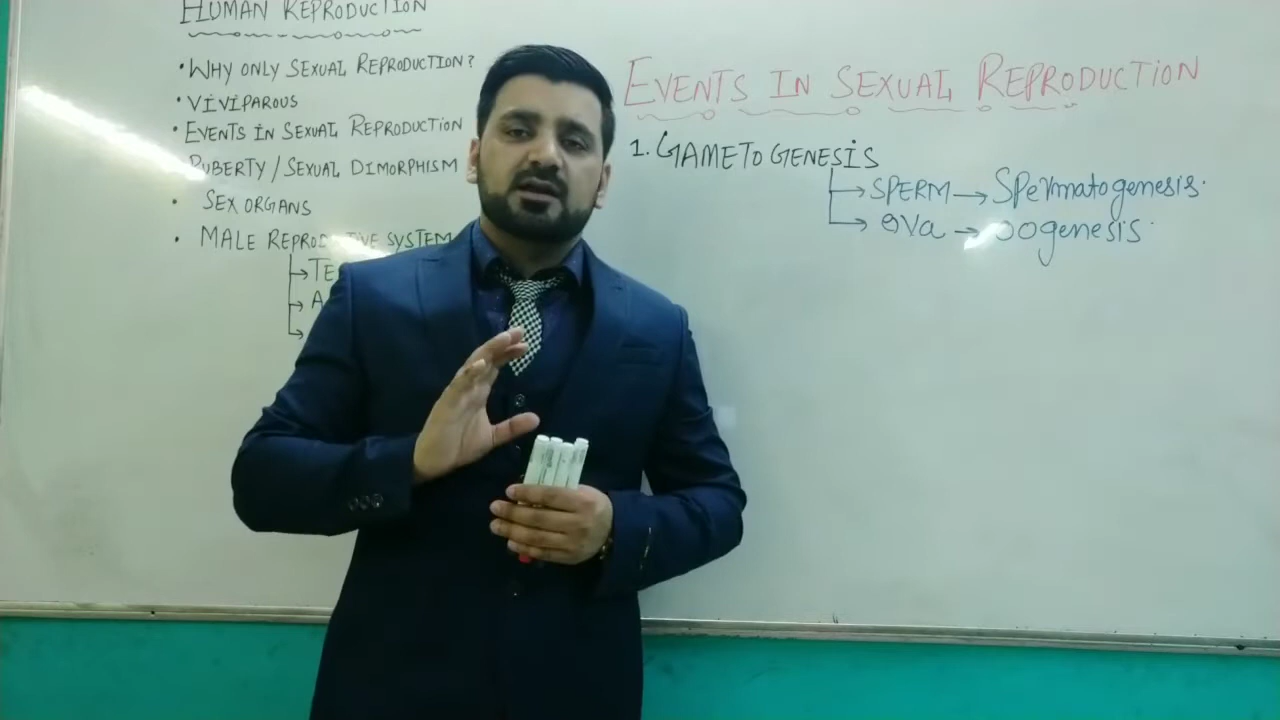 HUMAN REPRODUCTION
• WHY ONLY SEXUAL REPRODUCTION?
• VIVIPAROUS
• EVENTS IN SEXUAL REPRODUCTION
PUBERTY / SEXUAL DIMORPHISM
• SEX ORGANS
• MALE SYSTEM
EVENTS IN SEXUAL REPRODUCTION
1. GAMETOGENESIS
→ SPERM → Spermatogenesis.
→ OVA → oogenesis.